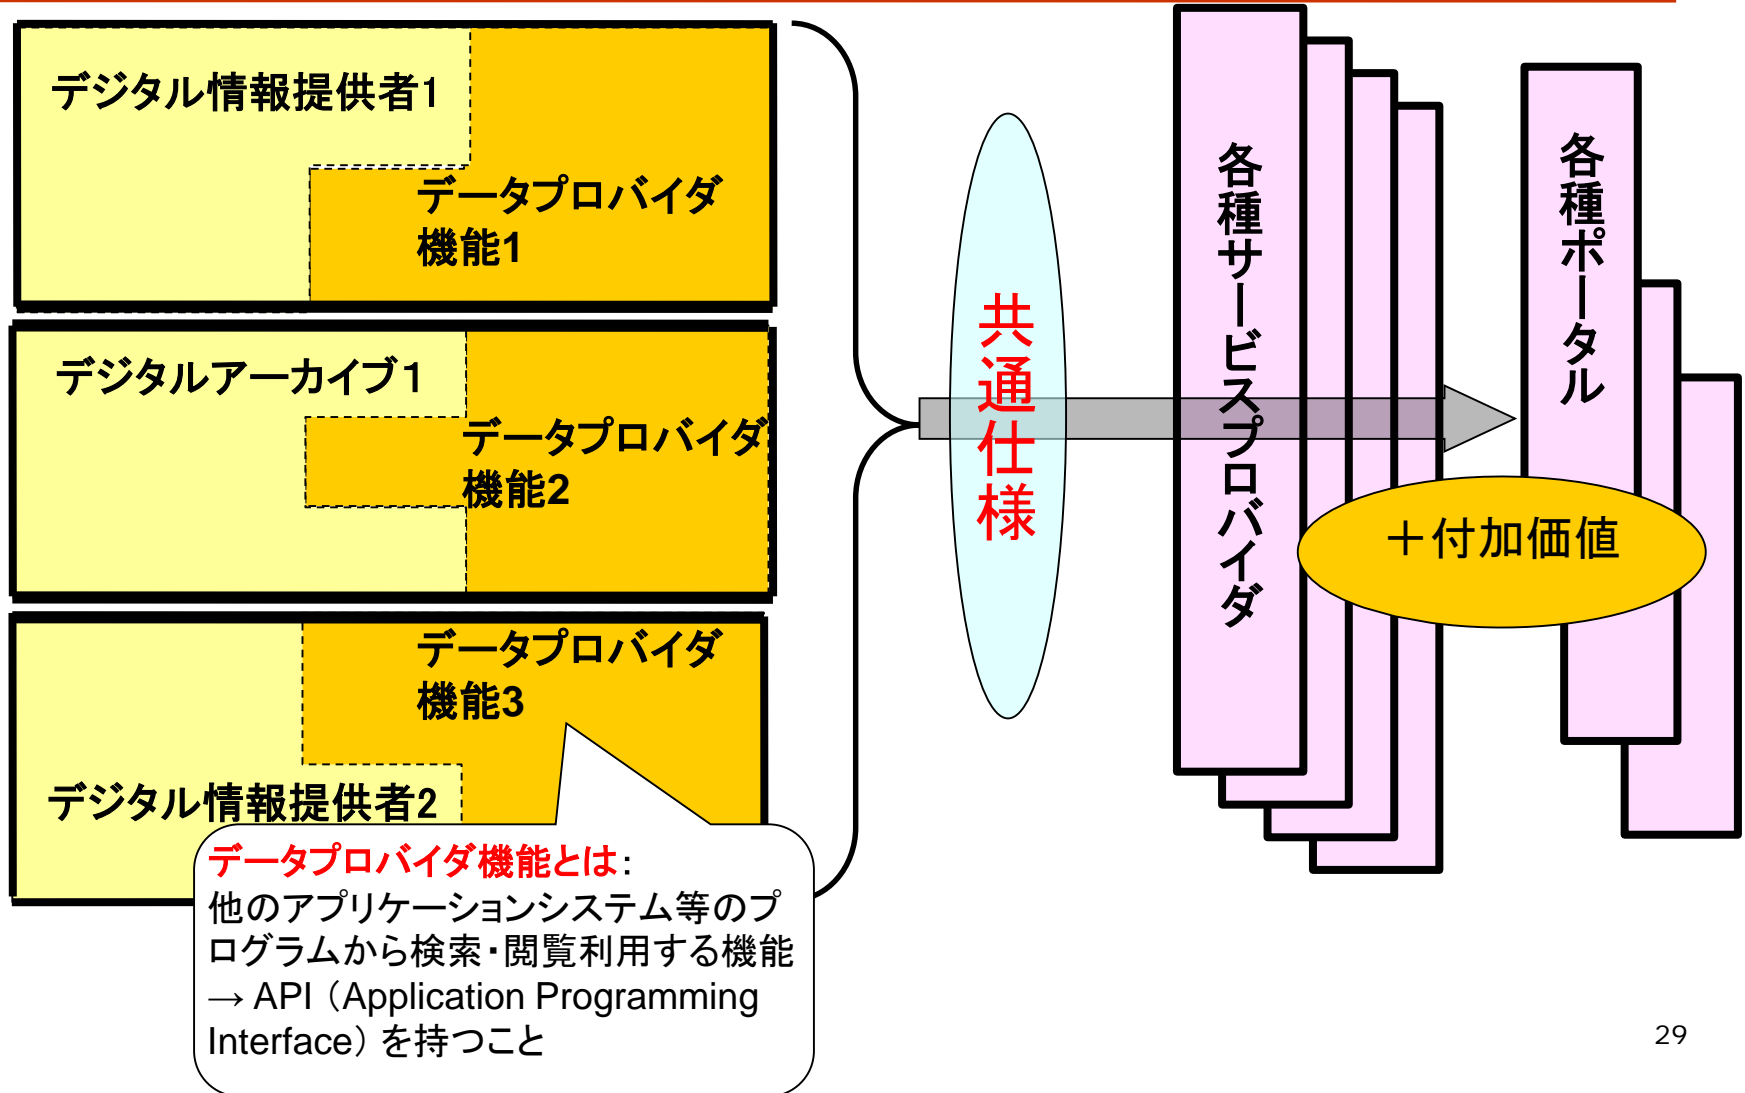 デジタル情報提供者1
データプロバイダ
機能1
デジタルアーカイブ1
データプロバイダ
機能2
データプロバイダ
機能3
デジタル情報提供者2
データプロバイダ機能とは：
他のアプリケーションシステム等のプ
ログラムから検索・閲覧利用する機能
→ API（Application Programming
Interface）を持つこと
共通仕様
各種サービスプロバイダ
各種ポータル
＋付加価値
29